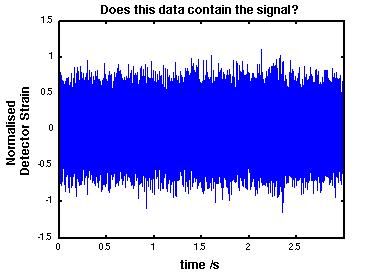 Does this data contain the signal?
1.5
1
0.5
0
-0.5
-1
-1.5
Normalised
Detector Strain
0 0.5 1 1.5 2 2.5
time /s